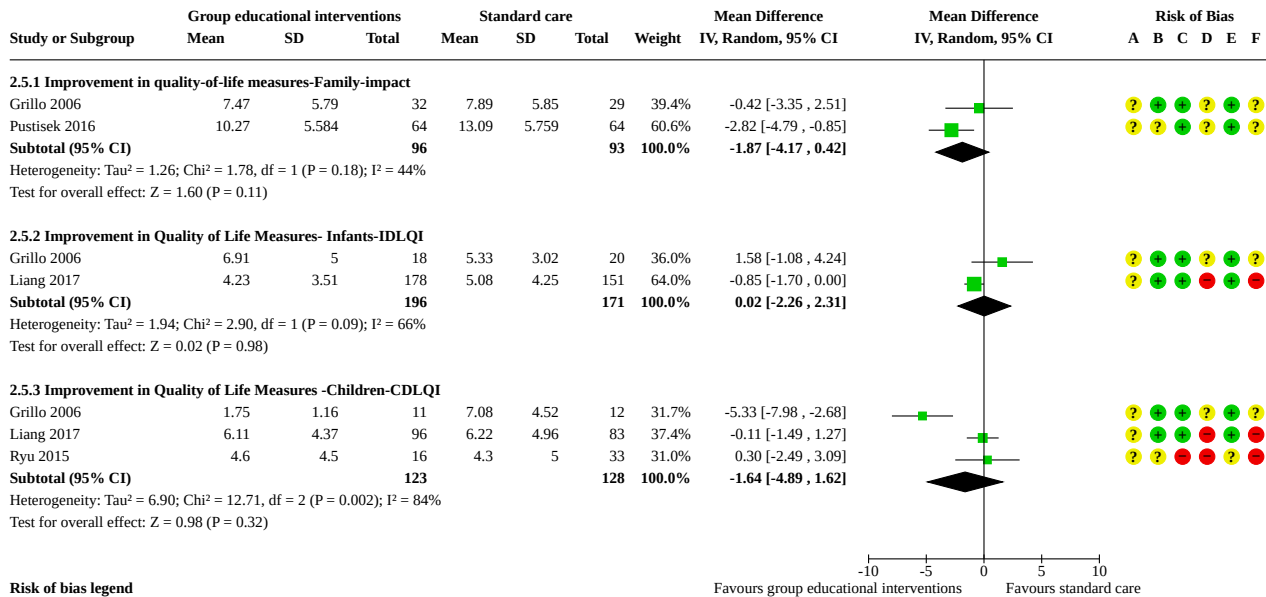 Group educational interventions Standard care Mean Difference Mean Difference Risk of Bias
Study or Subgroup Mean SD Total Mean SD Total Weight IV, Random, 95% CI IV, Random, 95% CI A B C D E F
2.5.1 Improvement in quality-of-life measures-Family-impact
Grillo 2006 7.47 5.79 32 7.89 5.85 29 39.4% -0.42 [-3.35 , 2.51] ? + + ? + ?
Pustisek 2016 10.27 5.584 64 13.09 5.759 64 60.6% -2.82 [-4.79 , -0.85] ? ? + ? + ?
Subtotal (95% CI) 96 93 100.0% -1.87 [-4.17 , 0.42]
Heterogeneity: Tau² = 1.26; Chi² = 1.78, df = 1 (P = 0.18); I² = 44%
Test for overall effect: Z = 1.60 (P = 0.11)
2.5.2 Improvement in Quality of Life Measures- Infants-IDLQI
Grillo 2006 6.91 5 18 5.33 3.02 20 36.0% 1.58 [-1.08 , 4.24] ? + + ? + ?
Liang 2017 4.23 3.51 178 5.08 4.25 151 64.0% -0.85 [-1.70 , 0.00] ? + + − + −
Subtotal (95% CI) 196 171 100.0% 0.02 [-2.26 , 2.31]
Heterogeneity: Tau² = 1.94; Chi² = 2.90, df = 1 (P = 0.09); I² = 66%
Test for overall effect: Z = 0.02 (P = 0.98)
2.5.3 Improvement in Quality of Life Measures -Children-CDLQI
Grillo 2006 1.75 1.16 11 7.08 4.52 12 31.7% -5.33 [-7.98 , -2.68] ? + + ? + ?
Liang 2017 6.11 4.37 96 6.22 4.96 83 37.4% -0.11 [-1.49 , 1.27] ? + + − + −
Ryu 2015 4.6 4.5 16 4.3 5 33 31.0% 0.30 [-2.49 , 3.09] ? ? − − ? −
Subtotal (95% CI) 123 128 100.0% -1.64 [-4.89 , 1.62]
Heterogeneity: Tau² = 6.90; Chi² = 12.71, df = 2 (P = 0.002); I² = 84%
Test for overall effect: Z = 0.98 (P = 0.32)
-10 -5 0 5 10
Risk of bias legend Favours group educational interventions Favours standard care